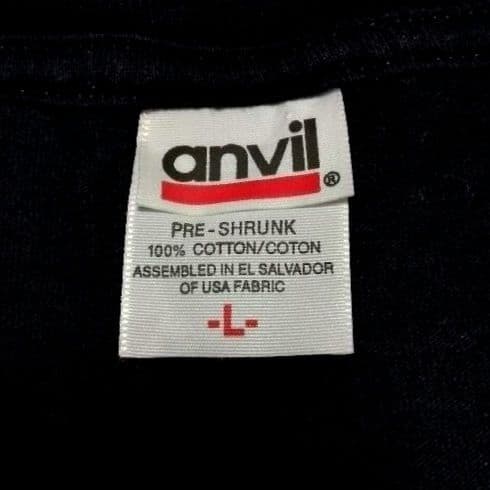 anvil®
PRE-SHRUNK
100% COTTON/COTON
ASSEMBLED IN EL SALVADOR
OF USA FABRIC
-L-